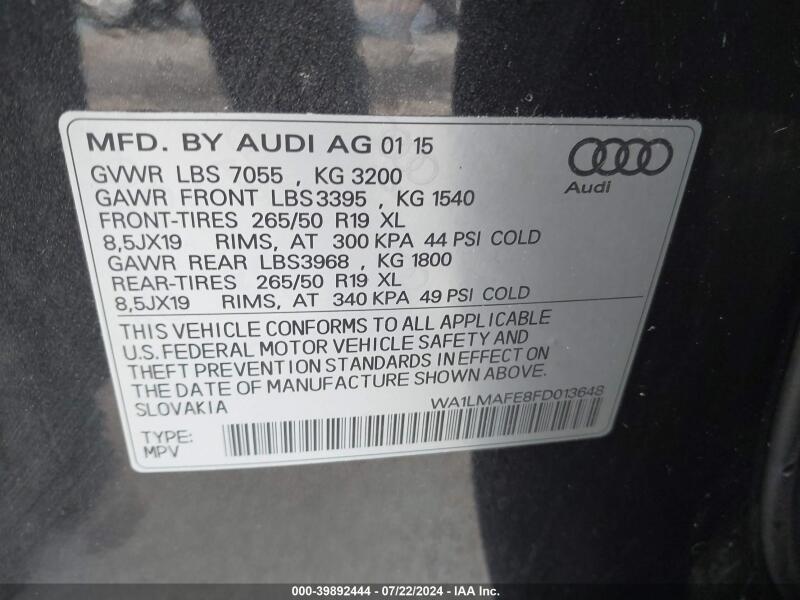 MFD. BY AUDI AG 01 15
Audi
GVWR LBS 7055 , KG 3200
GAWR FRONT LBS3395 , KG 1540
FRONT-TIRES 265/50 R19 XL
8,5JX19 RIMS, AT 300 KPA 44 PSI COLD
GAWR REAR LBS3968 , KG 1800
REAR-TIRES 265/50 R19 XL
8,5JX19 RIMS, AT 340 KPA 49 PSI COLD
THIS VEHICLE CONFORMS TO ALL APPLICABLE
U.S. FEDERAL MOTOR VEHICLE SAFETY AND
THEFT PREVENTION STANDARDS IN EFFECT ON
THE DATE OF MANUFACTURE SHOWN ABOVE.
SLOVAKIA WA1LMAFE8FD013648
TYPE:
MPV
000-39892444 - 07/22/2024 - IAA Inc.